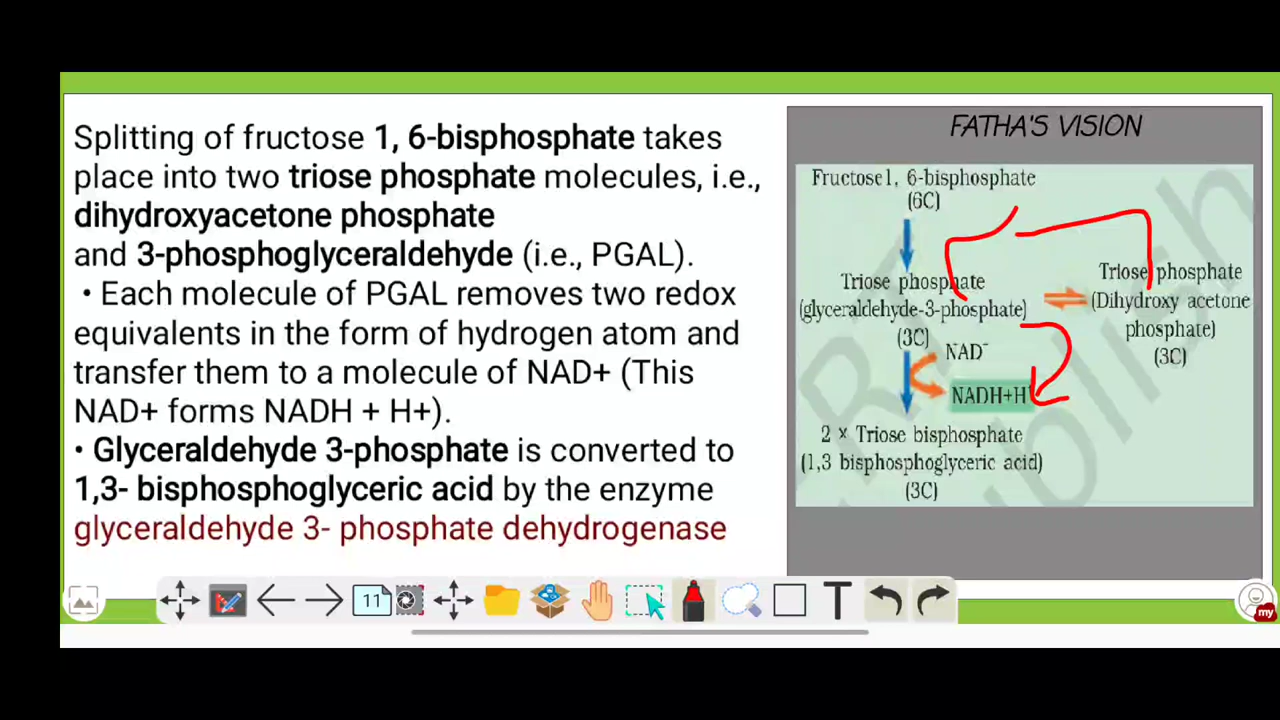 Splitting of fructose 1, 6-bisphosphate takes
place into two triose phosphate molecules, i.e.,
dihydroxyacetone phosphate
and 3-phosphoglyceraldehyde (i.e., PGAL).
• Each molecule of PGAL removes two redox
equivalents in the form of hydrogen atom and
transfer them to a molecule of NAD+ (This
NAD+ forms NADH + H+).
• Glyceraldehyde 3-phosphate is converted to
1,3- bisphosphoglyceric acid by the enzyme
glyceraldehyde 3- phosphate dehydrogenase
FATHA'S VISION
Fructose1, 6-bisphosphate
(6C)
Triose phosphate
(glyceraldehyde-3-phosphate)
(3C)
Triose phosphate
(Dihydroxy acetone
phosphate)
(3C)
NAD⁻
NADH+H
2 × Triose bisphosphate
(1,3 bisphosphoglyceric acid)
(3C)
11
T
my